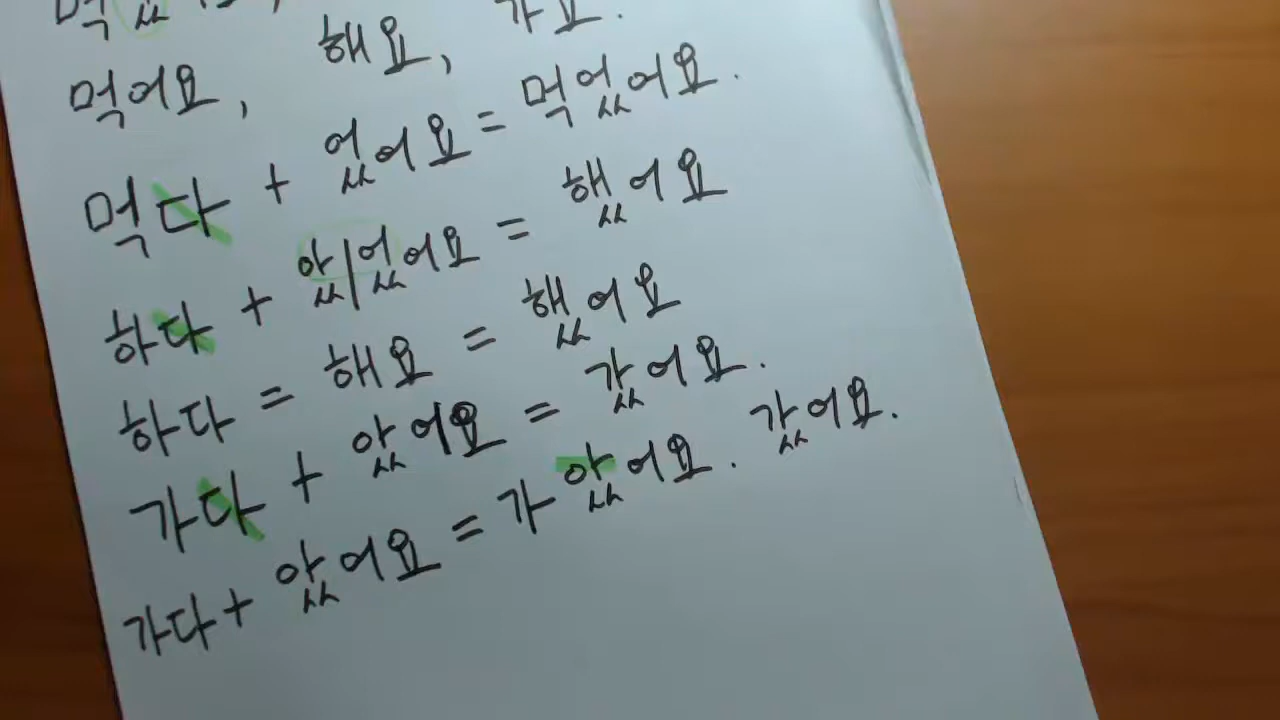 먹어요, 해요, 가요.
먹다 + 었어요 = 먹었어요.
하다 + 았/었어요 = 했어요
하다 = 해요 = 했어요
가다 + 았어요 = 갔어요.
가다 + 았어요 = 가았어요. 갔어요.